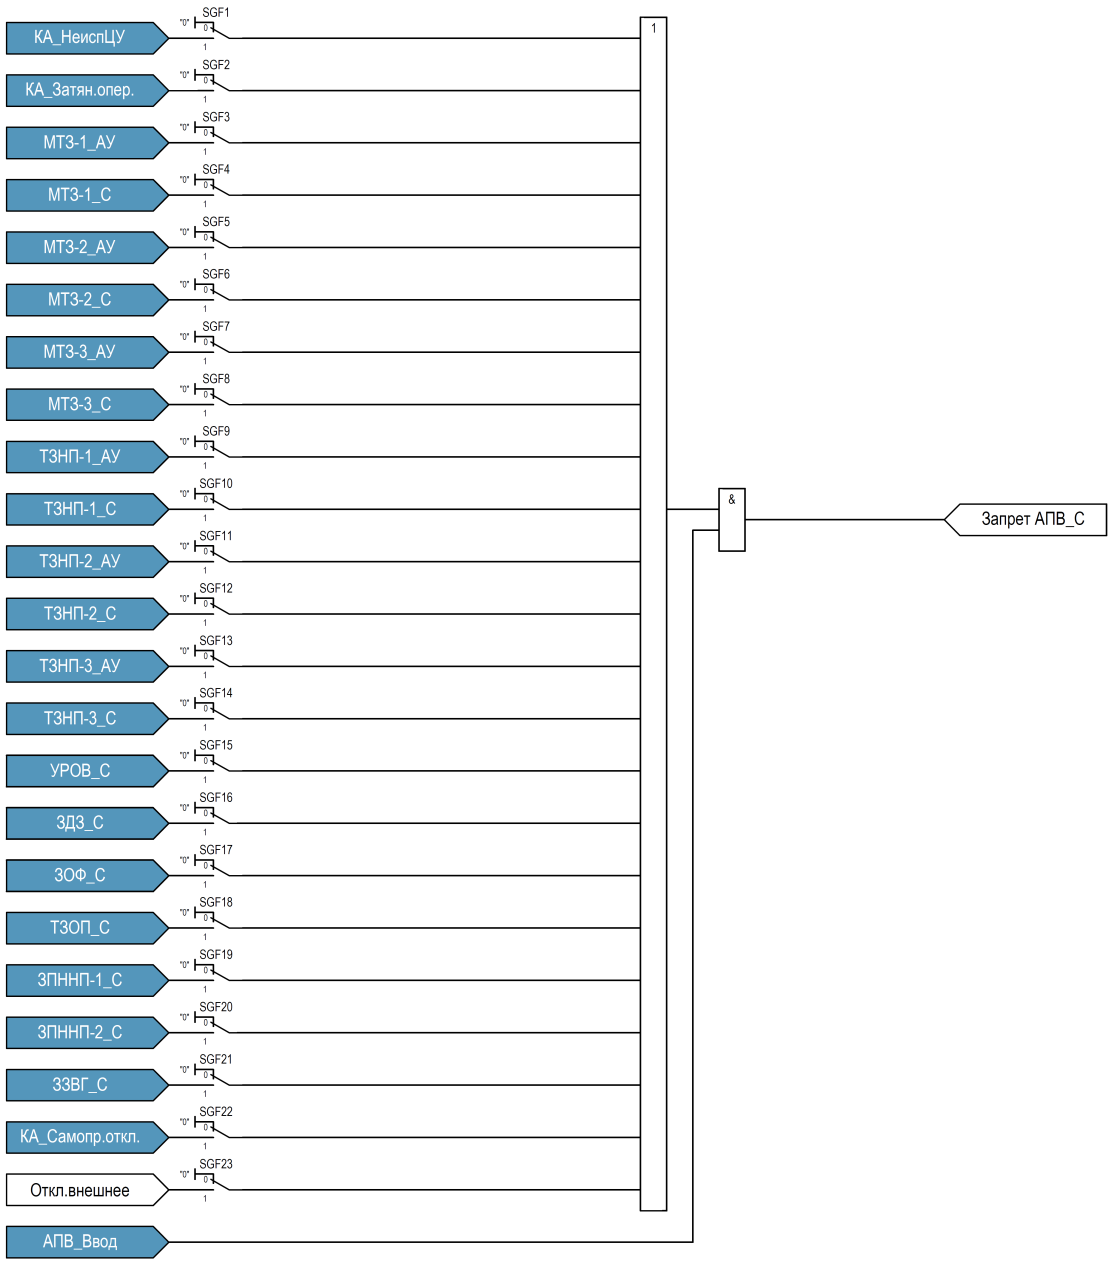 SGF1
"0"
0
КА_НеиспЦУ
1
1
SGF2
"0"
0
КА_Затян.опер.
1
SGF3
"0"
0
МТЗ-1_АУ
1
SGF4
"0"
0
МТЗ-1_С
1
SGF5
"0"
0
МТЗ-2_АУ
1
SGF6
"0"
0
МТЗ-2_С
1
SGF7
"0"
0
МТЗ-3_АУ
1
SGF8
"0"
0
МТЗ-3_С
1
SGF9
"0"
0
ТЗНП-1_АУ
1
SGF10
"0"
0
ТЗНП-1_С
1
&
Запрет АПВ_С
SGF11
"0"
0
ТЗНП-2_АУ
1
SGF12
"0"
0
ТЗНП-2_С
1
SGF13
"0"
0
ТЗНП-3_АУ
1
SGF14
"0"
0
ТЗНП-3_С
1
SGF15
"0"
0
УРОВ_С
1
SGF16
"0"
0
ЗДЗ_С
1
SGF17
"0"
0
ЗОФ_С
1
SGF18
"0"
0
ТЗОП_С
1
SGF19
"0"
0
ЗПННП-1_С
1
SGF20
"0"
0
ЗПННП-2_С
1
SGF21
"0"
0
ЗЗВГ_С
1
SGF22
"0"
0
КА_Самопр.откл.
1
SGF23
"0"
0
Откл.внешнее
1
АПВ_Ввод